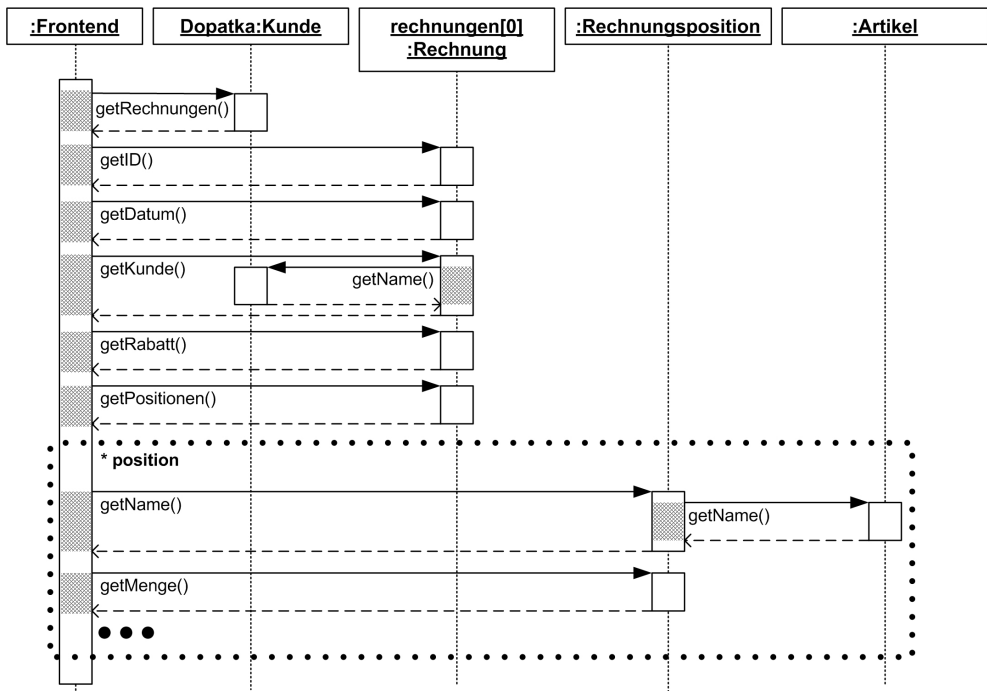 :Frontend
Dopatka:Kunde
rechnungen[0]
:Rechnung
:Rechnungsposition
:Artikel
getRechnungen()
getID()
getDatum()
getKunde()
getName()
getRabatt()
getPositionen()
* position
getName()
getName()
getMenge()